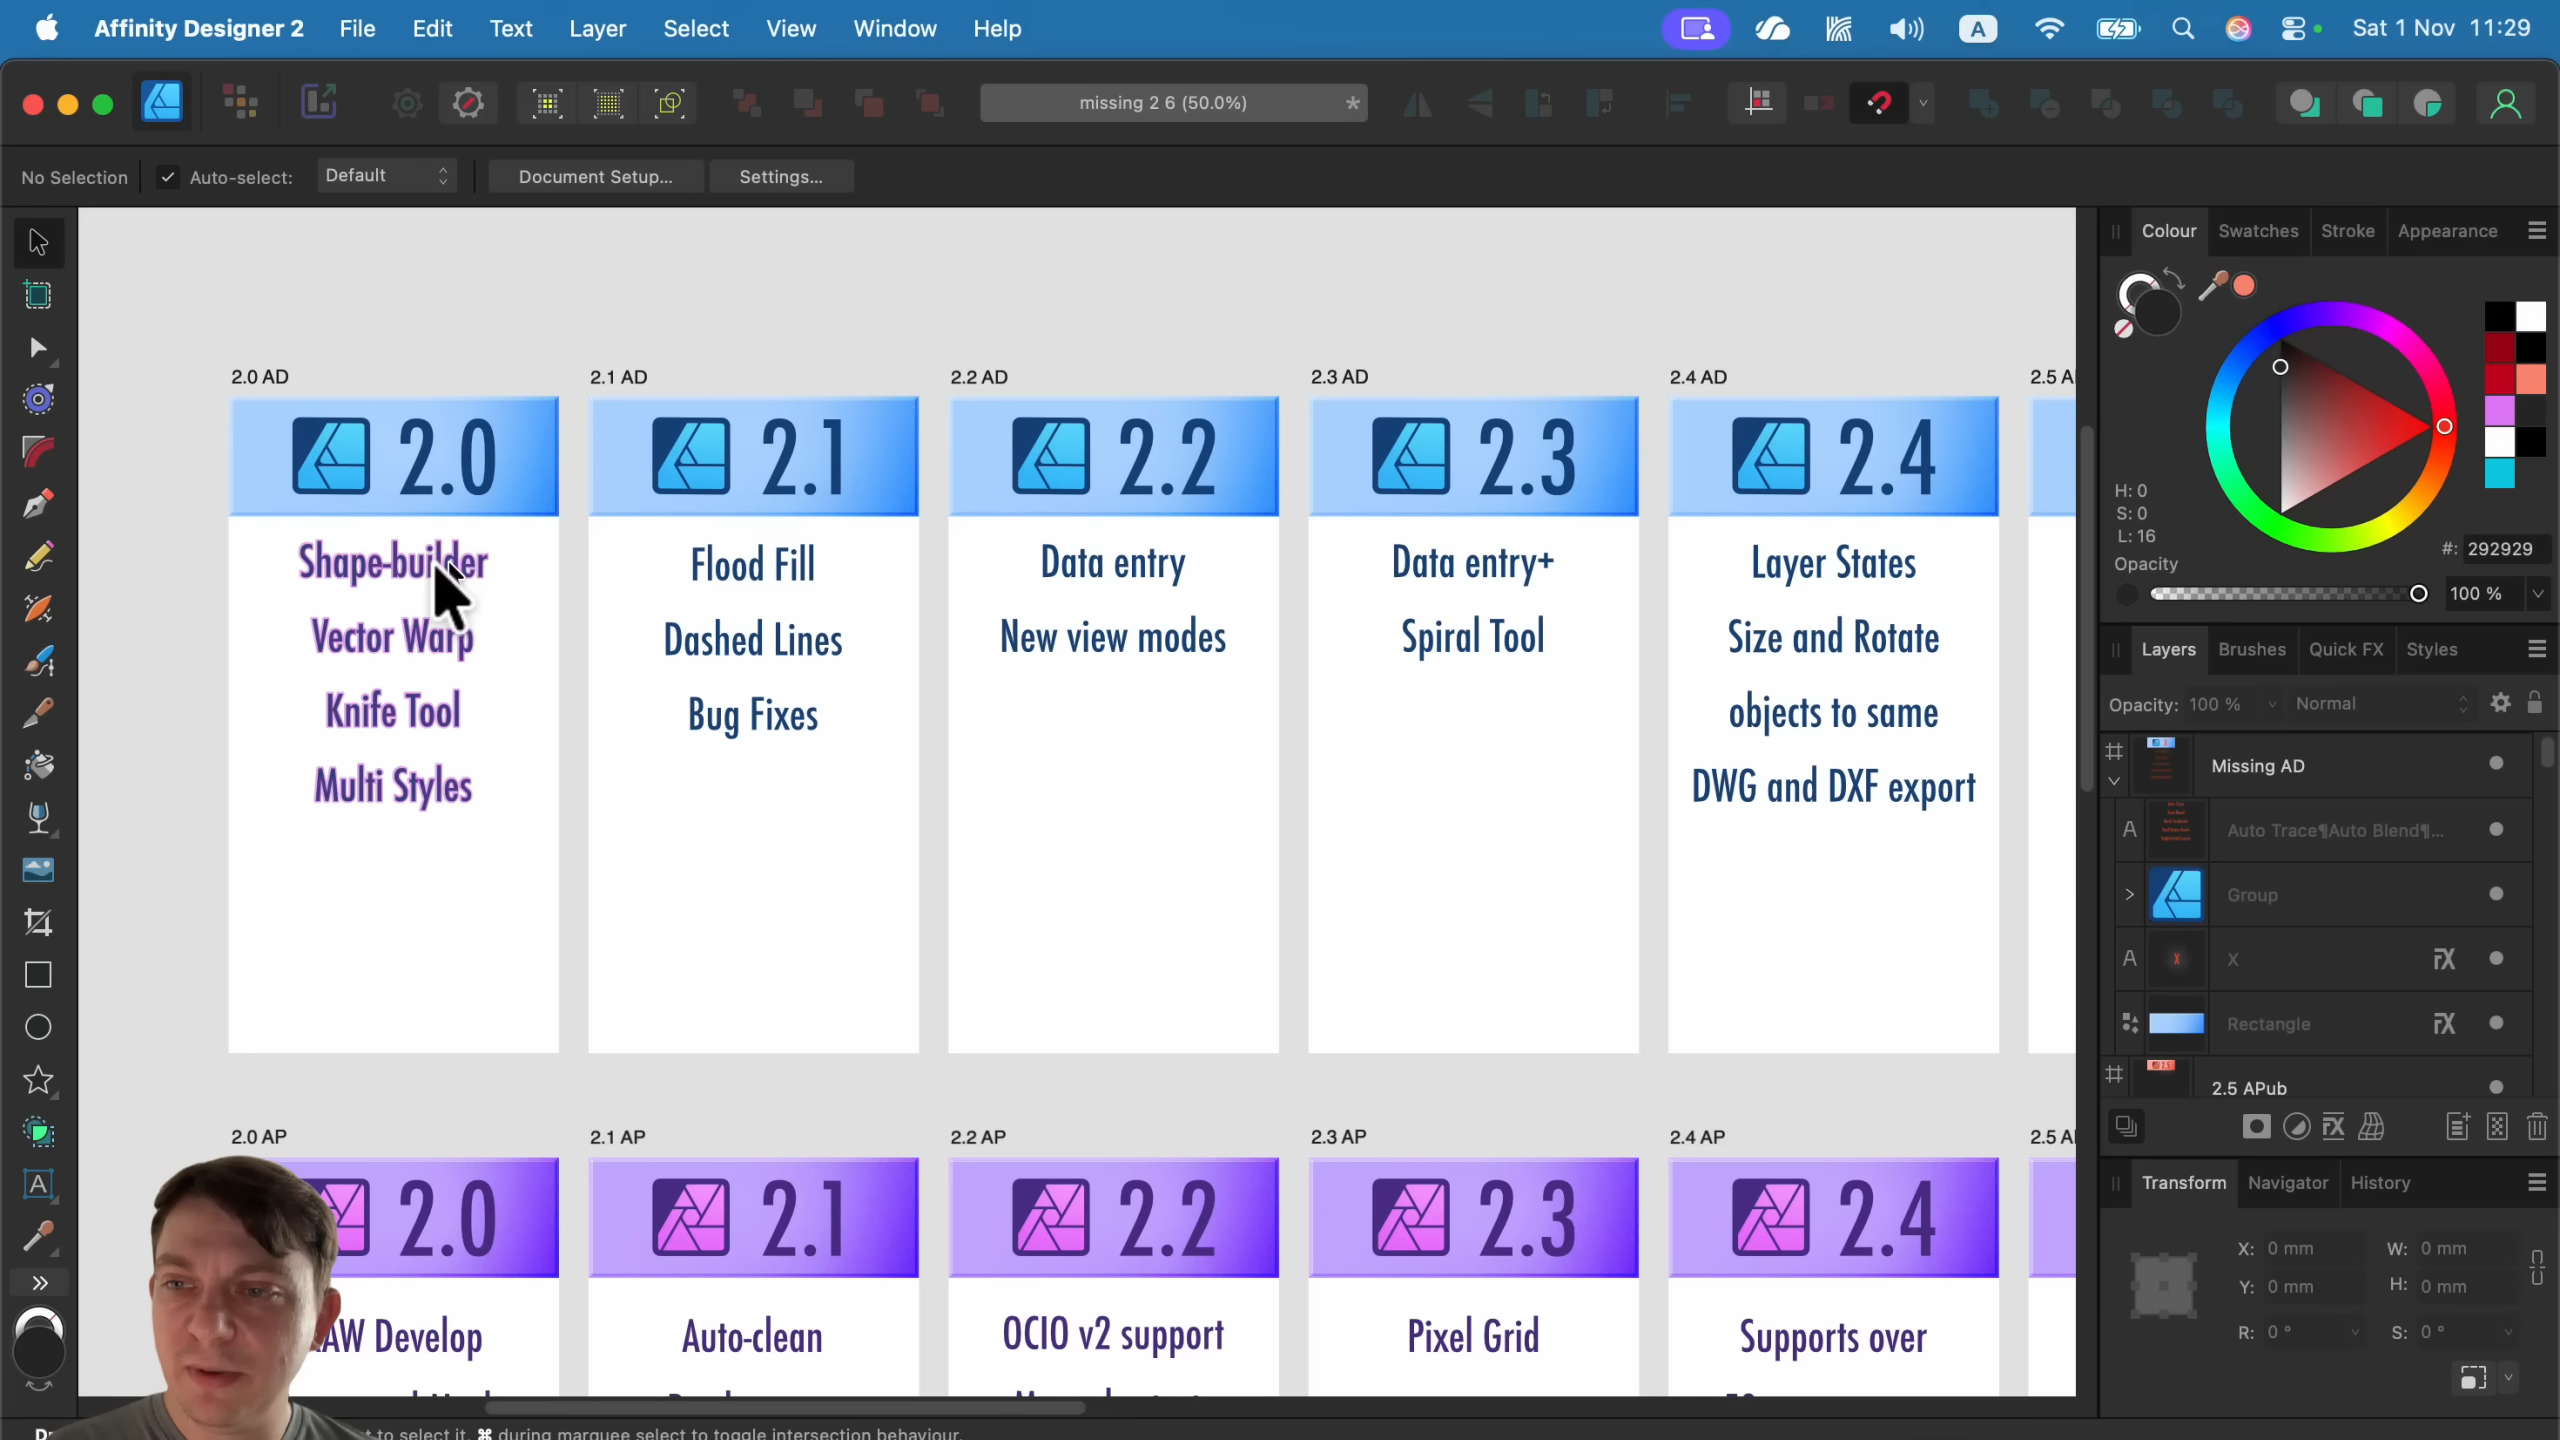 Affinity Designer 2 File Edit Text Layer Select View Window Help A Sat 1 Nov 11:29
missing 2 6 (50.0%) *
No Selection Auto-select: Default Document Setup... Settings...
Colour Swatches Stroke Appearance
H: 0
S: 0
L: 16
#: 292929
Opacity
100 %
Layers Brushes Quick FX Styles
Opacity: 100 % Normal
Missing AD
A Auto Trace¶Auto Blend¶...
Group
A X FX
Rectangle FX
2.5 APub
Transform Navigator History
X: 0 mm W: 0 mm
Y: 0 mm H: 0 mm
R: 0 ° S: 0 °
2.0 AD
2.0
Shape-builder
Vector Warp
Knife Tool
Multi Styles
2.1 AD
2.1
Flood Fill
Dashed Lines
Bug Fixes
2.2 AD
2.2
Data entry
New view modes
2.3 AD
2.3
Data entry+
Spiral Tool
2.4 AD
2.4
Layer States
Size and Rotate
objects to same
DWG and DXF export
2.5 A
2.0 AP
2.0
AW Develop
2.1 AP
2.1
Auto-clean
2.2 AP
2.2
OCIO v2 support
2.3 AP
2.3
Pixel Grid
2.4 AP
2.4
Supports over
2.5 A
to select it. ⌘ during marquee select to toggle intersection behaviour.